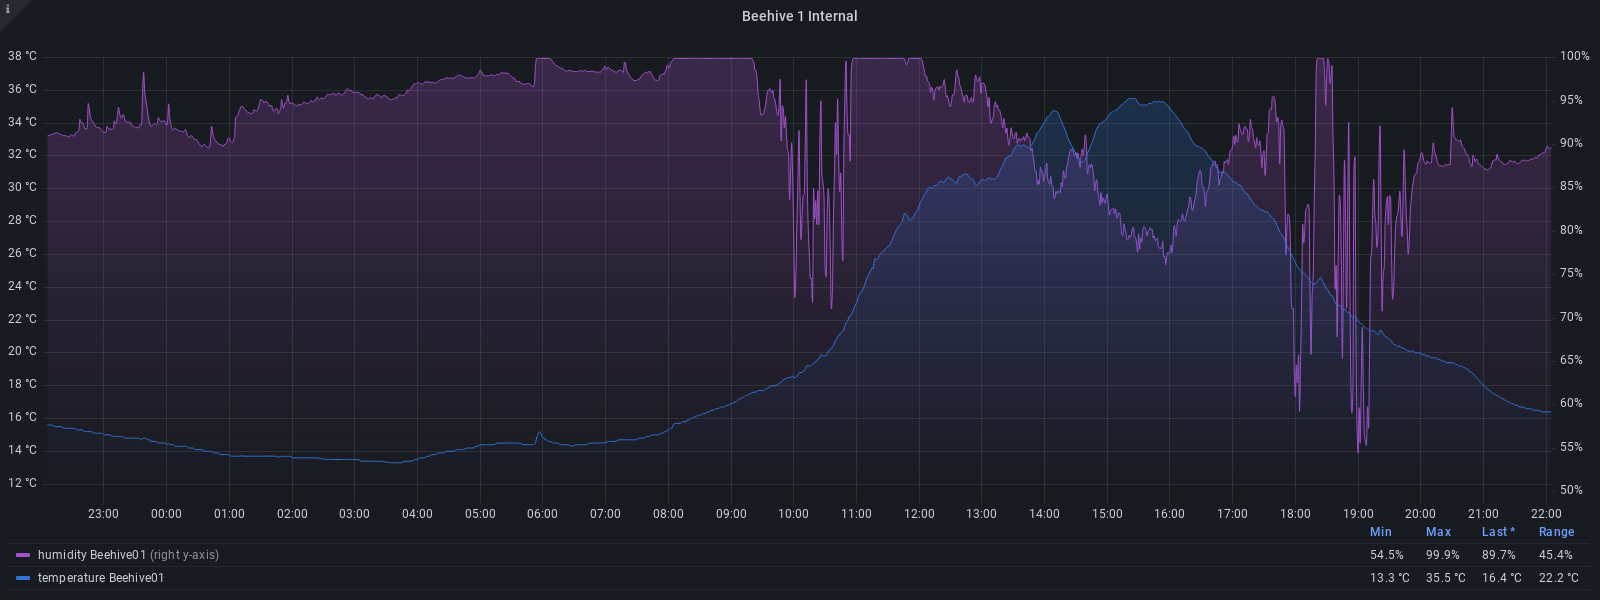 i
Beehive 1 Internal
38 °C
36 °C
34 °C
32 °C
30 °C
28 °C
26 °C
24 °C
22 °C
20 °C
18 °C
16 °C
14 °C
12 °C
100%
95%
90%
85%
80%
75%
70%
65%
60%
55%
50%
23:00 00:00 01:00 02:00 03:00 04:00 05:00 06:00 07:00 08:00 09:00 10:00 11:00 12:00 13:00 14:00 15:00 16:00 17:00 18:00 19:00 20:00 21:00 22:00
Min Max Last * Range
humidity Beehive01 (right y-axis) 54.5% 99.9% 89.7% 45.4%
temperature Beehive01 13.3 °C 35.5 °C 16.4 °C 22.2 °C